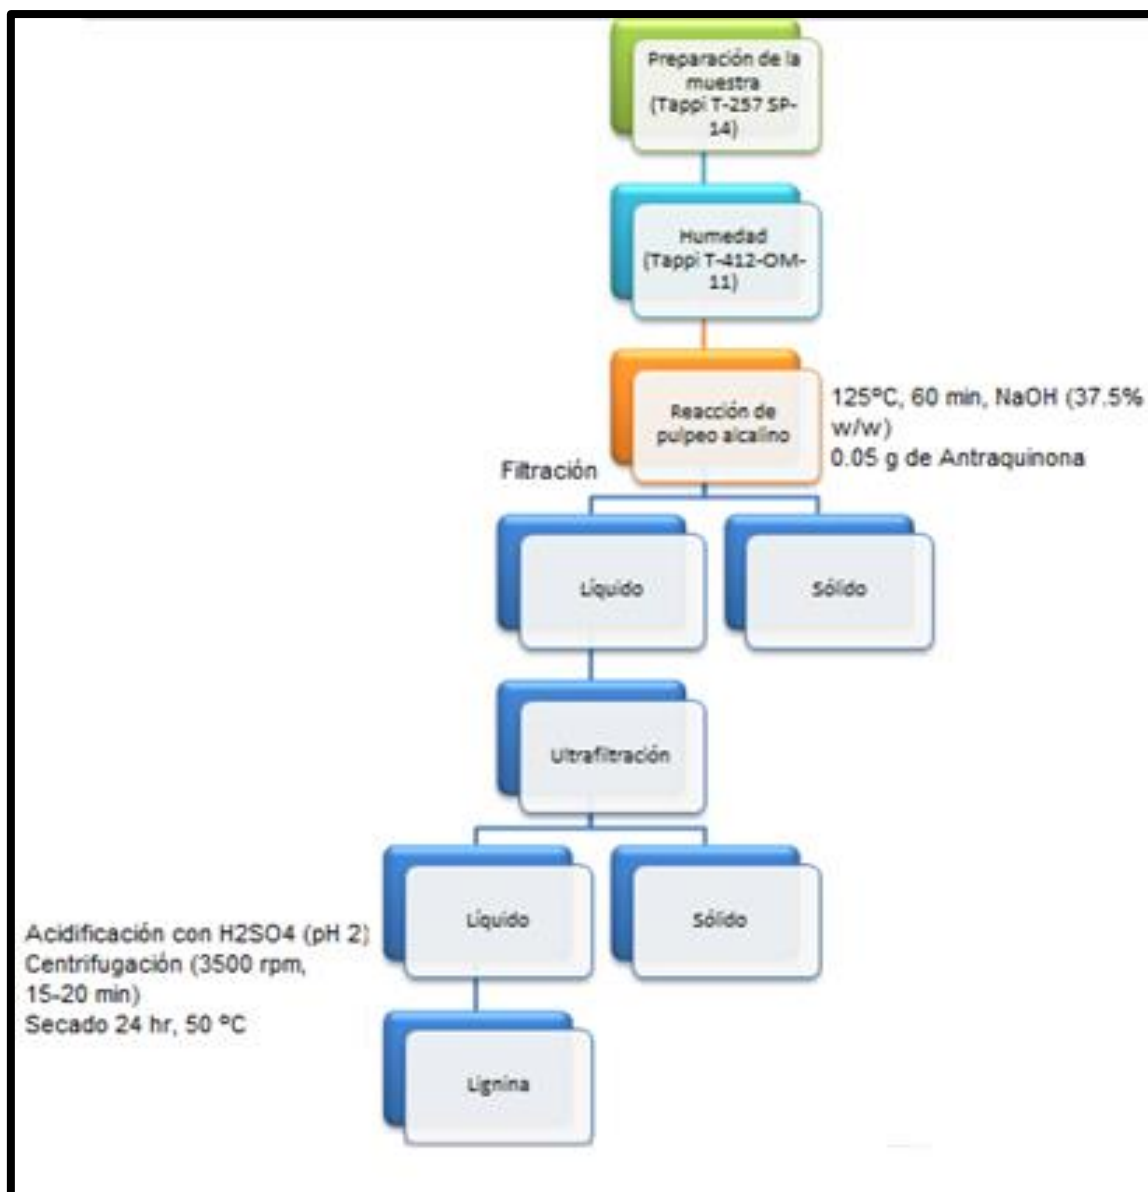 Preparación de la
muestra
(Tappi T-257 SP-
14)
Humedad
(Tappi T-412-OM-
11)
Reacción de
pulpeo alcalino
125ºC, 60 min, NaOH (37.5%
w/w)
0.05 g de Antraquinona
Filtración
Líquido
Sólido
Ultrafiltración
Líquido
Sólido
Acidificación con H2SO4 (pH 2)
Centrifugación (3500 rpm,
15-20 min)
Secado 24 hr, 50 ºC
Lignina